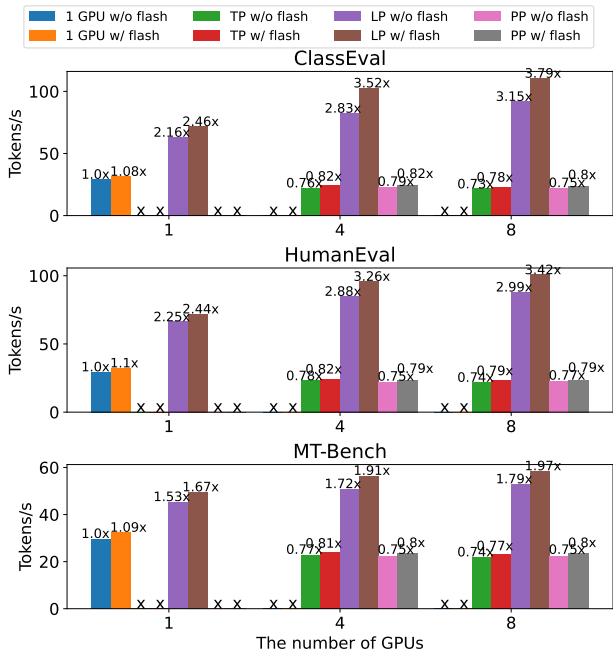 1 GPU w/o flash TP w/o flash LP w/o flash PP w/o flash
1 GPU w/ flash TP w/ flash LP w/ flash PP w/ flash
ClassEval
Tokens/s
100
50
0
1.0x 1.08x X X 2.16x 2.46x X X
X X 0.76x 0.82x 2.83x 3.52x 0.79x 0.82x
X X 0.73x 0.78x 3.15x 3.79x 0.75x 0.8x
1 4 8
HumanEval
Tokens/s
100
50
0
1.0x 1.1x X X 2.25x 2.44x X X
X X 0.78x 0.82x 2.88x 3.26x 0.75x 0.79x
X X 0.74x 0.79x 2.99x 3.42x 0.77x 0.79x
1 4 8
MT-Bench
Tokens/s
60
40
20
0
1.0x 1.09x X X 1.53x 1.67x X X
X X 0.77x 0.81x 1.72x 1.91x 0.75x 0.8x
X X 0.74x 0.77x 1.79x 1.97x 0.75x 0.8x
1 4 8
The number of GPUs